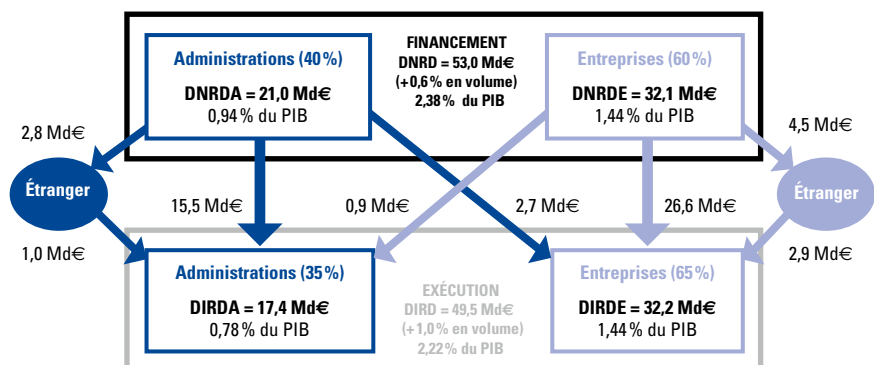 Administrations (40 %)
DNRDA = 21,0 Md€
0,94 % du PIB
FINANCEMENT
DNRD = 53,0 Md€
(+0,6 % en volume)
2,38 % du PIB
Entreprises (60 %)
DNRDE = 32,1 Md€
1,44 % du PIB
2,8 Md€
4,5 Md€
Étranger
Étranger
15,5 Md€
0,9 Md€
2,7 Md€
26,6 Md€
1,0 Md€
2,9 Md€
Administrations (35 %)
DIRDA = 17,4 Md€
0,78 % du PIB
EXÉCUTION
DIRD = 49,5 Md€
(+1,0 % en volume)
2,22 % du PIB
Entreprises (65 %)
DIRDE = 32,2 Md€
1,44 % du PIB